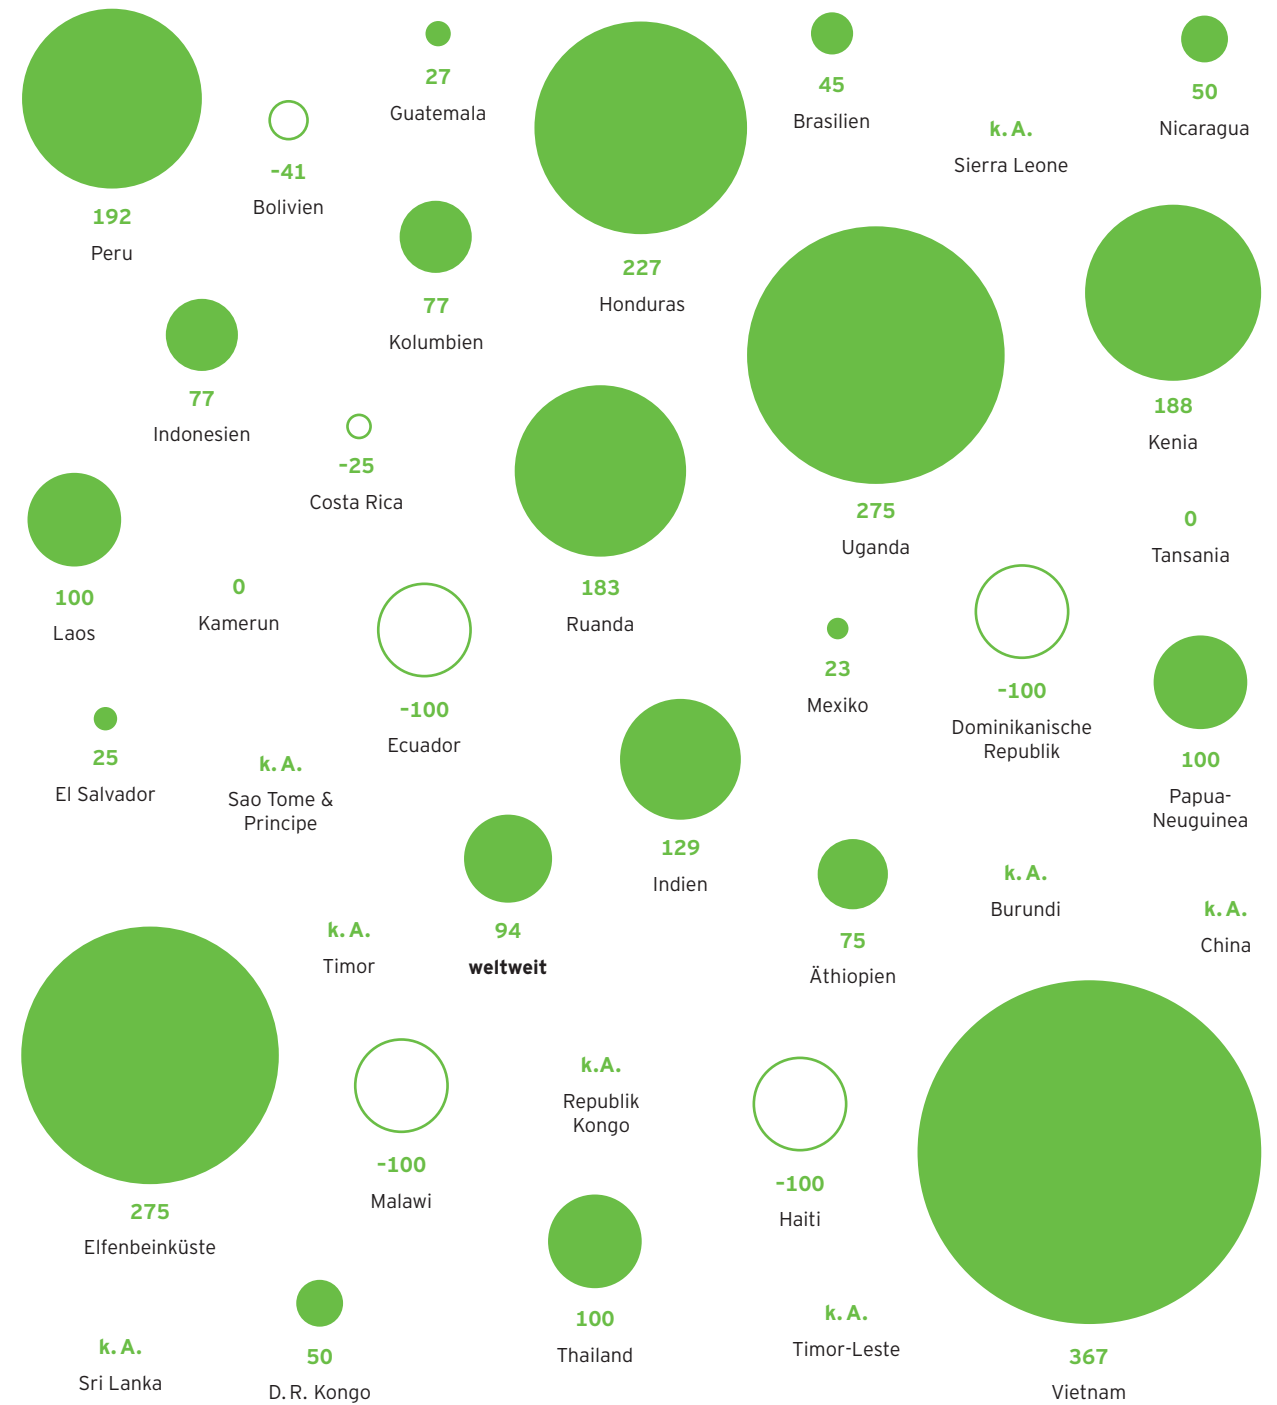 27
Guatemala
45
Brasilien
50
Nicaragua
k. A.
Sierra Leone
-41
Bolivien
192
Peru
227
Honduras
77
Kolumbien
77
Indonesien
188
Kenia
-25
Costa Rica
275
Uganda
0
Tansania
100
Laos
0
Kamerun
183
Ruanda
23
Mexiko
-100
Dominikanische
Republik
-100
Ecuador
25
El Salvador
k. A.
Sao Tome &
Principe
100
Papua-
Neuguinea
129
Indien
k. A.
Burundi
k. A.
China
k. A.
Timor
94
weltweit
75
Äthiopien
k.A.
Republik
Kongo
-100
Malawi
-100
Haiti
275
Elfenbeinküste
100
Thailand
k. A.
Timor-Leste
k. A.
Sri Lanka
50
D. R. Kongo
367
Vietnam